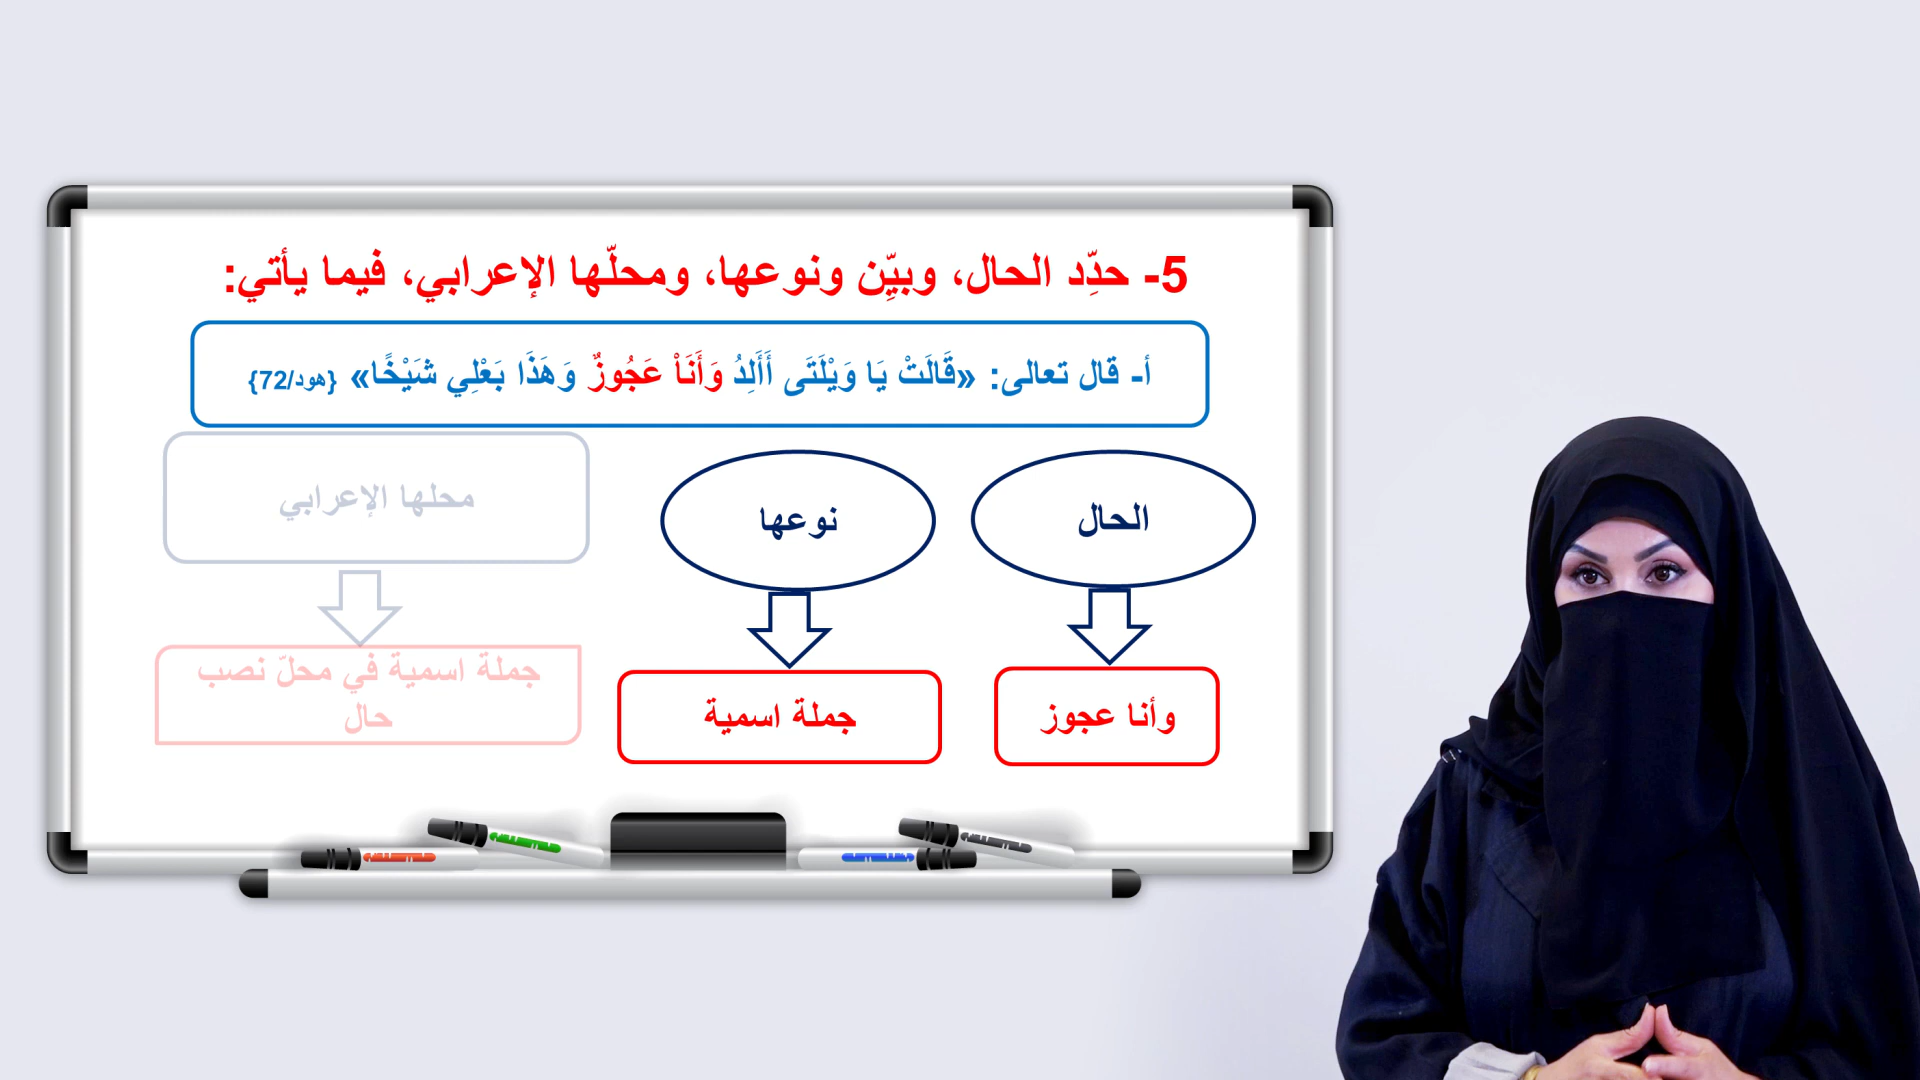 5- حدِّد الحال، وبيِّن ونوعها، ومحلّها الإعرابي، فيما يأتي:
أ- قال تعالى: «قَالَتْ يَا وَيْلَتَى أَأَلِدُ وَأَنَاْ عَجُوزٌ وَهَذَا بَعْلِي شَيْخًا» {هود/72}
الحال
نوعها
محلها الإعرابي
وأنا عجوز
جملة اسمية
جملة اسمية في محلّ نصب
حال